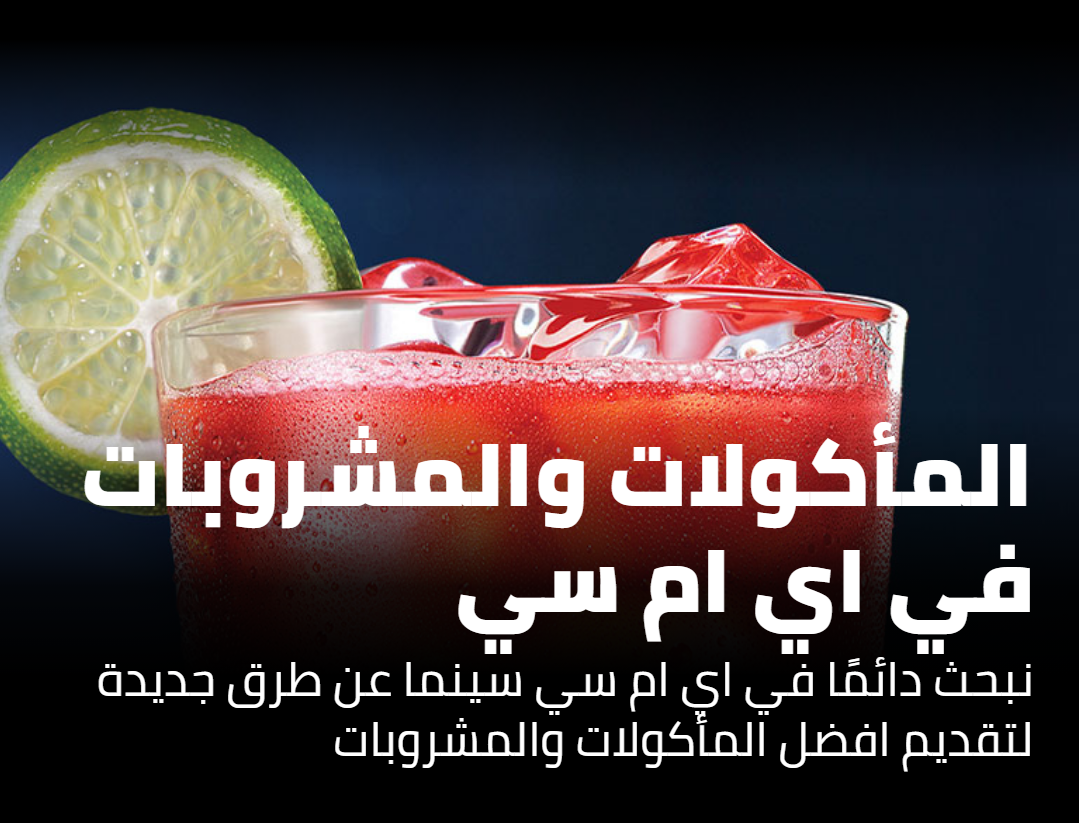 المأكولات والمشروبات
في اي ام سي
نبحث دائمًا في اي ام سي سينما عن طرق جديدة
لتقديم افضل المأكولات والمشروبات